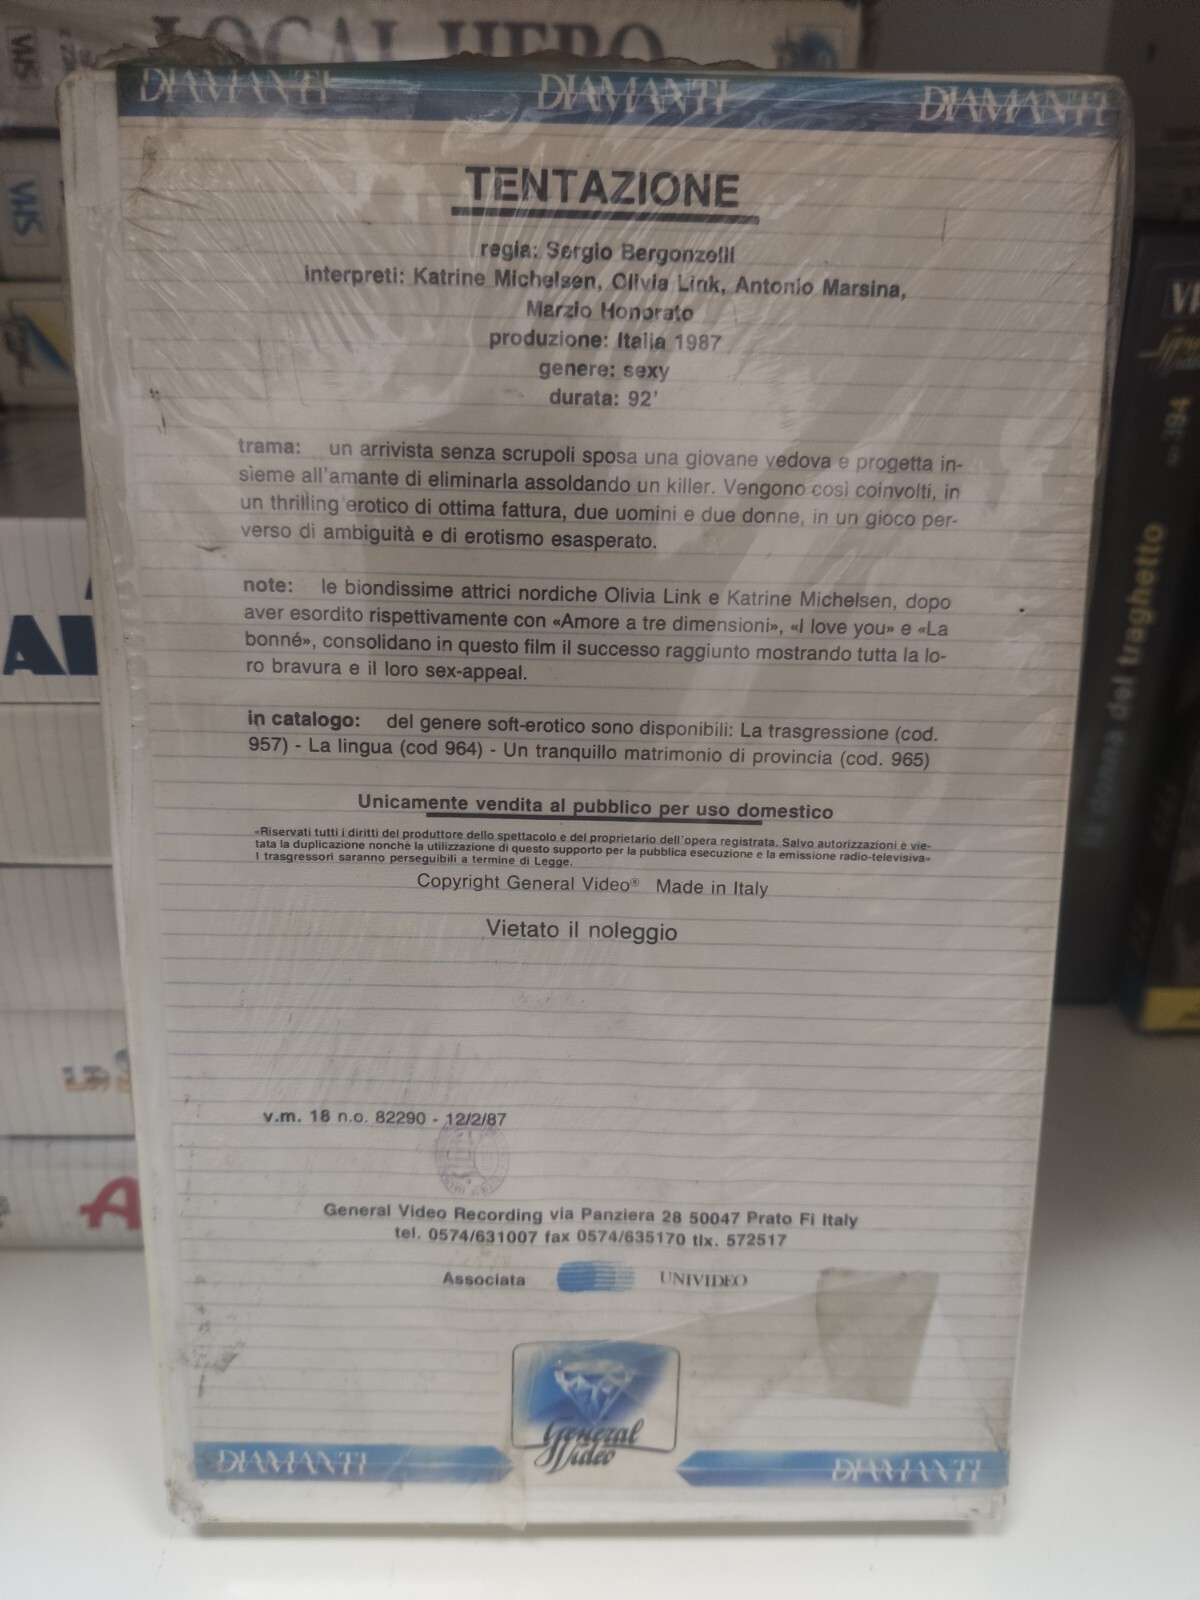 LOCAL HERO
VHS
VHS
DIAMANTI DIAMANTI DIAMANTI
TENTAZIONE
regia: Sergio Bergonzelli
interpreti: Katrine Michelsen, Olivia Link, Antonio Marsina,
Marzio Honorato
produzione: Italia 1987
genere: sexy
durata: 92'
trama: un arrivista senza scrupoli sposa una giovane vedova e progetta in-
sieme all'amante di eliminarla assoldando un killer. Vengono così coinvolti, in
un thrilling erotico di ottima fattura, due uomini e due donne, in un gioco per-
verso di ambiguità e di erotismo esasperato.
note: le biondissime attrici nordiche Olivia Link e Katrine Michelsen, dopo
aver esordito rispettivamente con «Amore a tre dimensioni», «I love you» e «La
bonné», consolidano in questo film il successo raggiunto mostrando tutta la lo-
ro bravura e il loro sex-appeal.
in catalogo: del genere soft-erotico sono disponibili: La trasgressione (cod.
957) - La lingua (cod 964) - Un tranquillo matrimonio di provincia (cod. 965)
Unicamente vendita al pubblico per uso domestico
«Riservati tutti i diritti del produttore dello spettacolo e del proprietario dell'opera registrata. Salvo autorizzazioni è vie-
tata la duplicazione nonchè la utilizzazione di questo supporto per la pubblica esecuzione e la emissione radio-televisiva»
I trasgressori saranno perseguibili a termine di Legge.
Copyright General Video® Made in Italy
Vietato il noleggio
v.m. 18 n.o. 82290 - 12/2/87
General Video Recording via Panziera 28 50047 Prato Fi Italy
tel. 0574/631007 fax 0574/635170 tlx. 572517
Associata UNIVIDEO
General
Video
DIAMANTI DIAMANTI
donna del traghetto